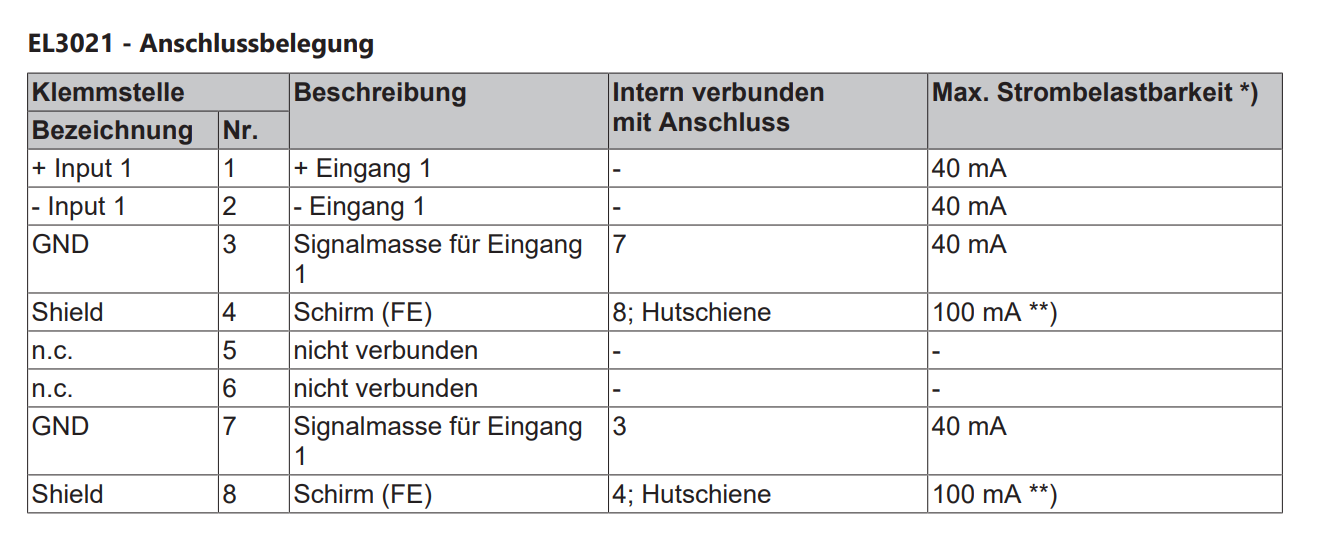 EL3021 - Anschlussbelegung
Klemmstelle Beschreibung Intern verbunden mit Anschluss Max. Strombelastbarkeit *)
Bezeichnung Nr.
+ Input 1 1 + Eingang 1 - 40 mA
- Input 1 2 - Eingang 1 - 40 mA
GND 3 Signalmasse für Eingang 7 40 mA
1
Shield 4 Schirm (FE) 8; Hutschiene 100 mA **)
n.c. 5 nicht verbunden - -
n.c. 6 nicht verbunden - -
GND 7 Signalmasse für Eingang 3 40 mA
1
Shield 8 Schirm (FE) 4; Hutschiene 100 mA **)